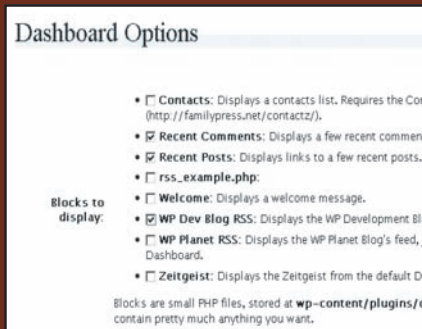 Dashboard Options
Contacts: Displays a contacts list. Requires the
(http://familypress.net/contactz/).
Recent Comments: Displays a few recent
Recent Posts: Displays links to a few recent posts.
rss_example.php:
Welcome: Displays a welcome message.
Blocks to
display:
WP Dev Blog RSS: Displays the WP Development
WP Planet RSS: Displays the WP Planet Blog's feed,
Dashboard.
Zeitgeist: Displays the Zeitgeist from the default
Blocks are small PHP files, stored at wp-content/plugins/
contain pretty much anything you want.